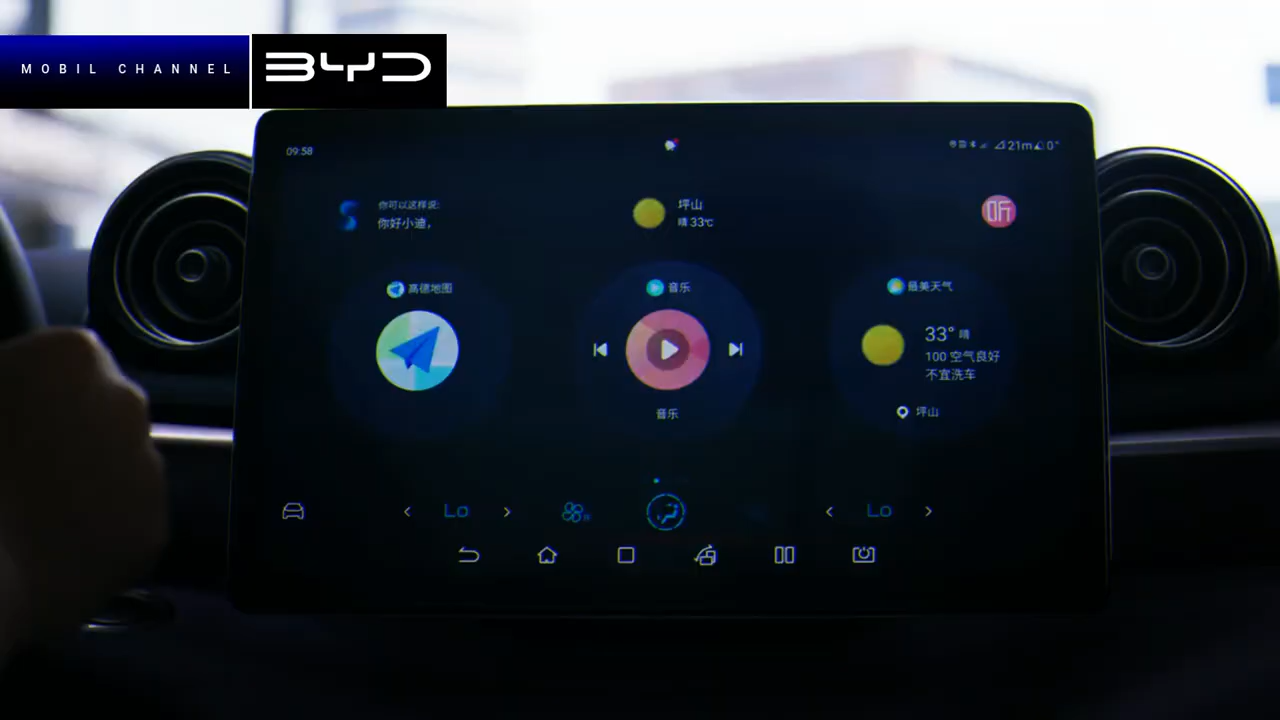 MOBIL CHANNEL
BYD
09:58
21m
0°
你可以这样说:
你好小迪，
坪山
晴 33℃
听
高德地图
音乐
最美天气
33° 晴
100 空气良好
不宜洗车
音乐
坪山
Lo
Lo